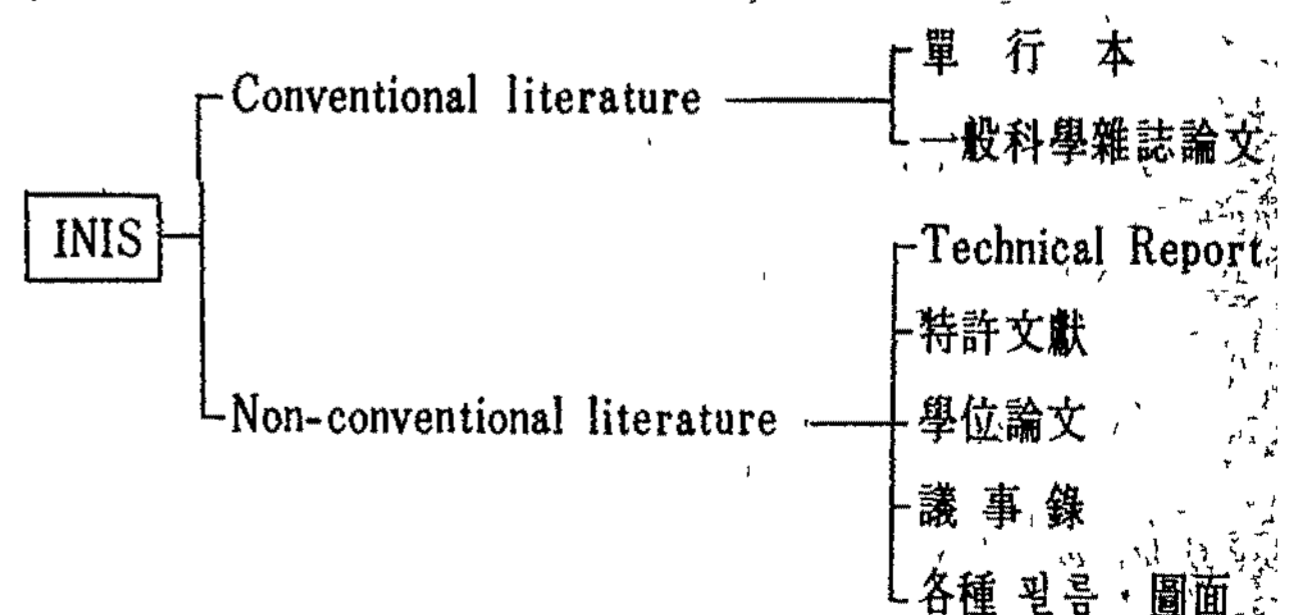 單 行 本
Conventional literature
一般科學雜誌論文
INIS
Technical Report
特許文獻
Non-conventional literature
學位論文
議 事 錄
各種 필름·圖面